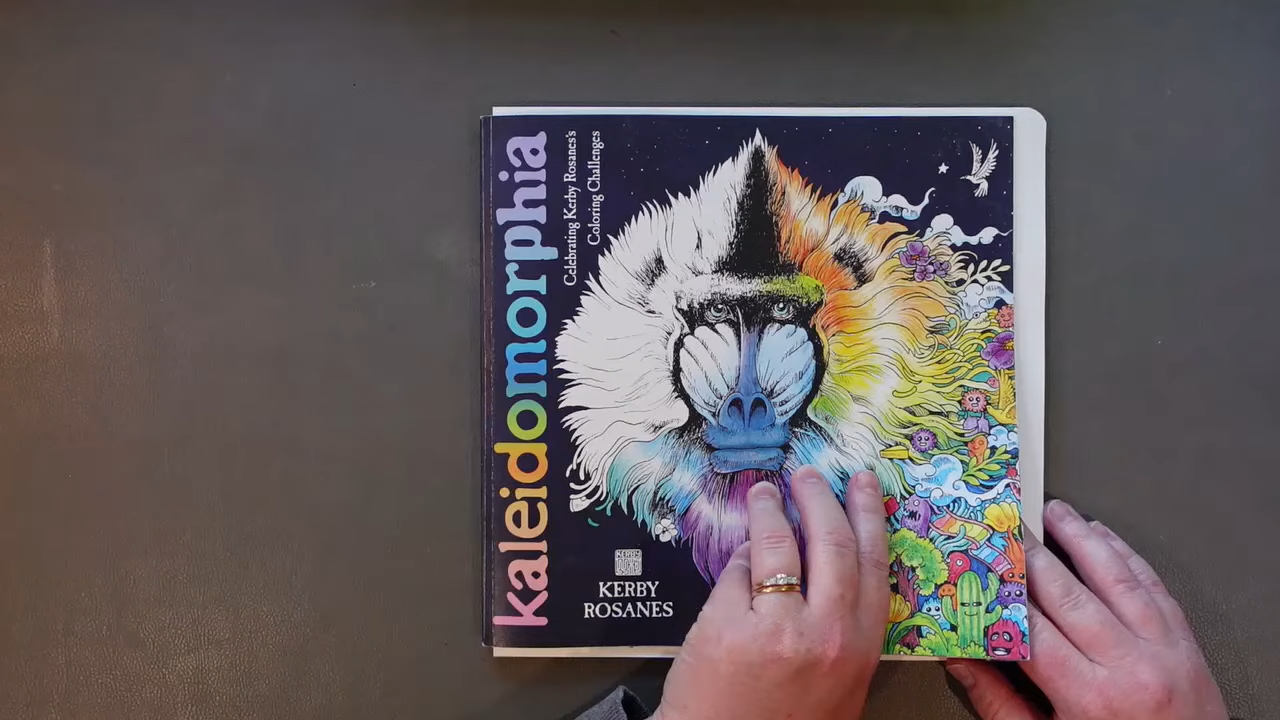 kaleidomorphia
Celebrating Kerby Rosanes's
Coloring Challenges
KERBY
ROSANES